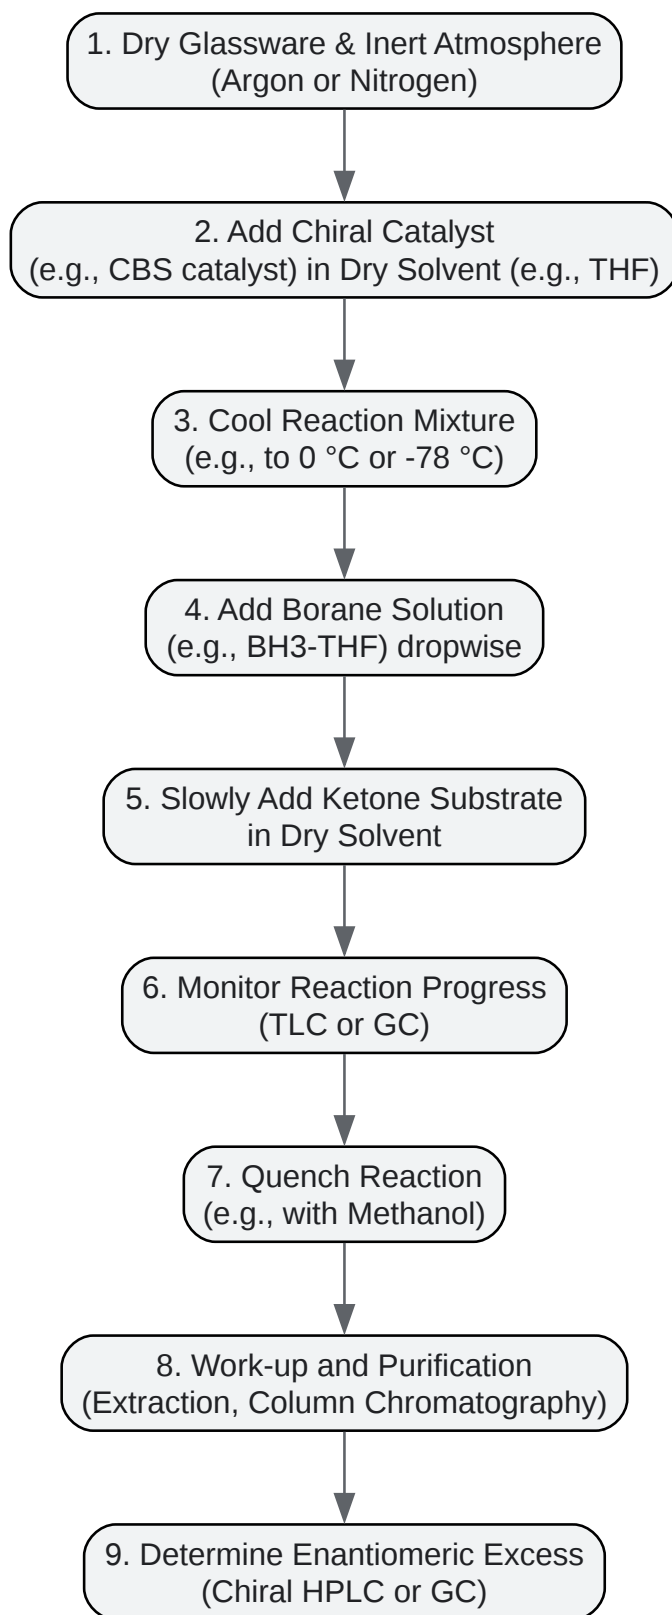 1. Dry Glassware & Inert Atmosphere
(Argon or Nitrogen)
2. Add Chiral Catalyst
(e.g., CBS catalyst) in Dry Solvent (e.g., THF)
3. Cool Reaction Mixture
(e.g., to 0 °C or -78 °C)
4. Add Borane Solution
(e.g., BH3-THF) dropwise
5. Slowly Add Ketone Substrate
in Dry Solvent
6. Monitor Reaction Progress
(TLC or GC)
7. Quench Reaction
(e.g., with Methanol)
8. Work-up and Purification
(Extraction, Column Chromatography)
9. Determine Enantiomeric Excess
(Chiral HPLC or GC)